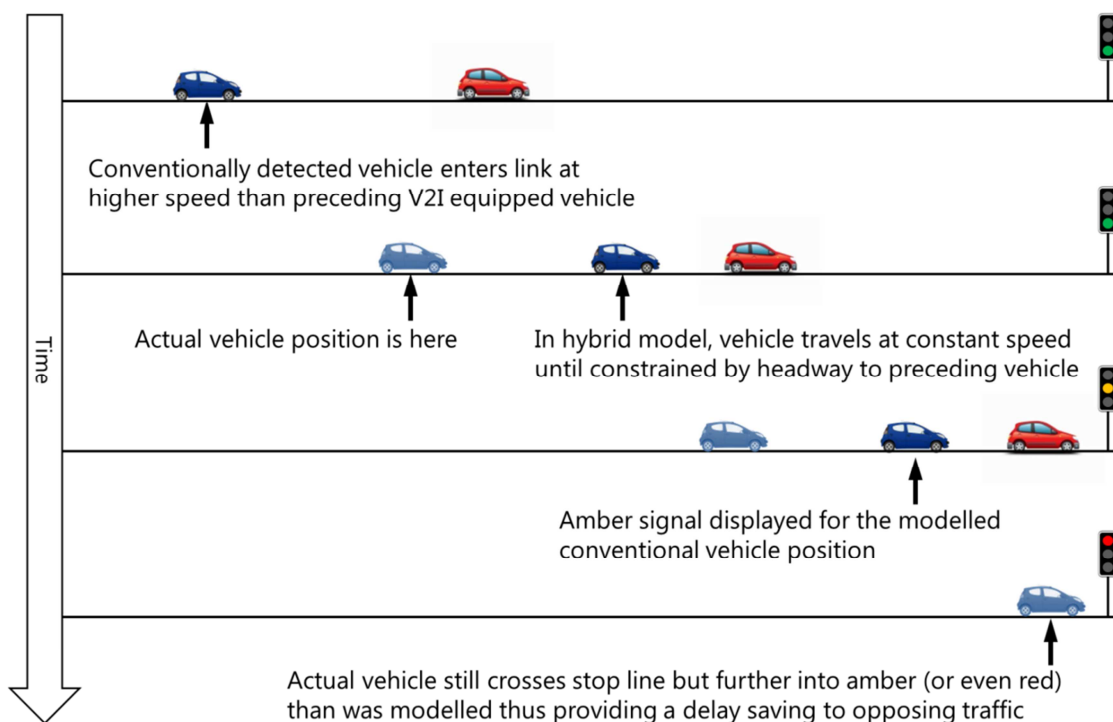 Conventionally detected vehicle enters link at
higher speed than preceding V2I equipped vehicle
Actual vehicle position is here
In hybrid model, vehicle travels at constant speed
until constrained by headway to preceding vehicle
Time
Amber signal displayed for the modelled
conventional vehicle position
Actual vehicle still crosses stop line but further into amber (or even red)
than was modelled thus providing a delay saving to opposing traffic